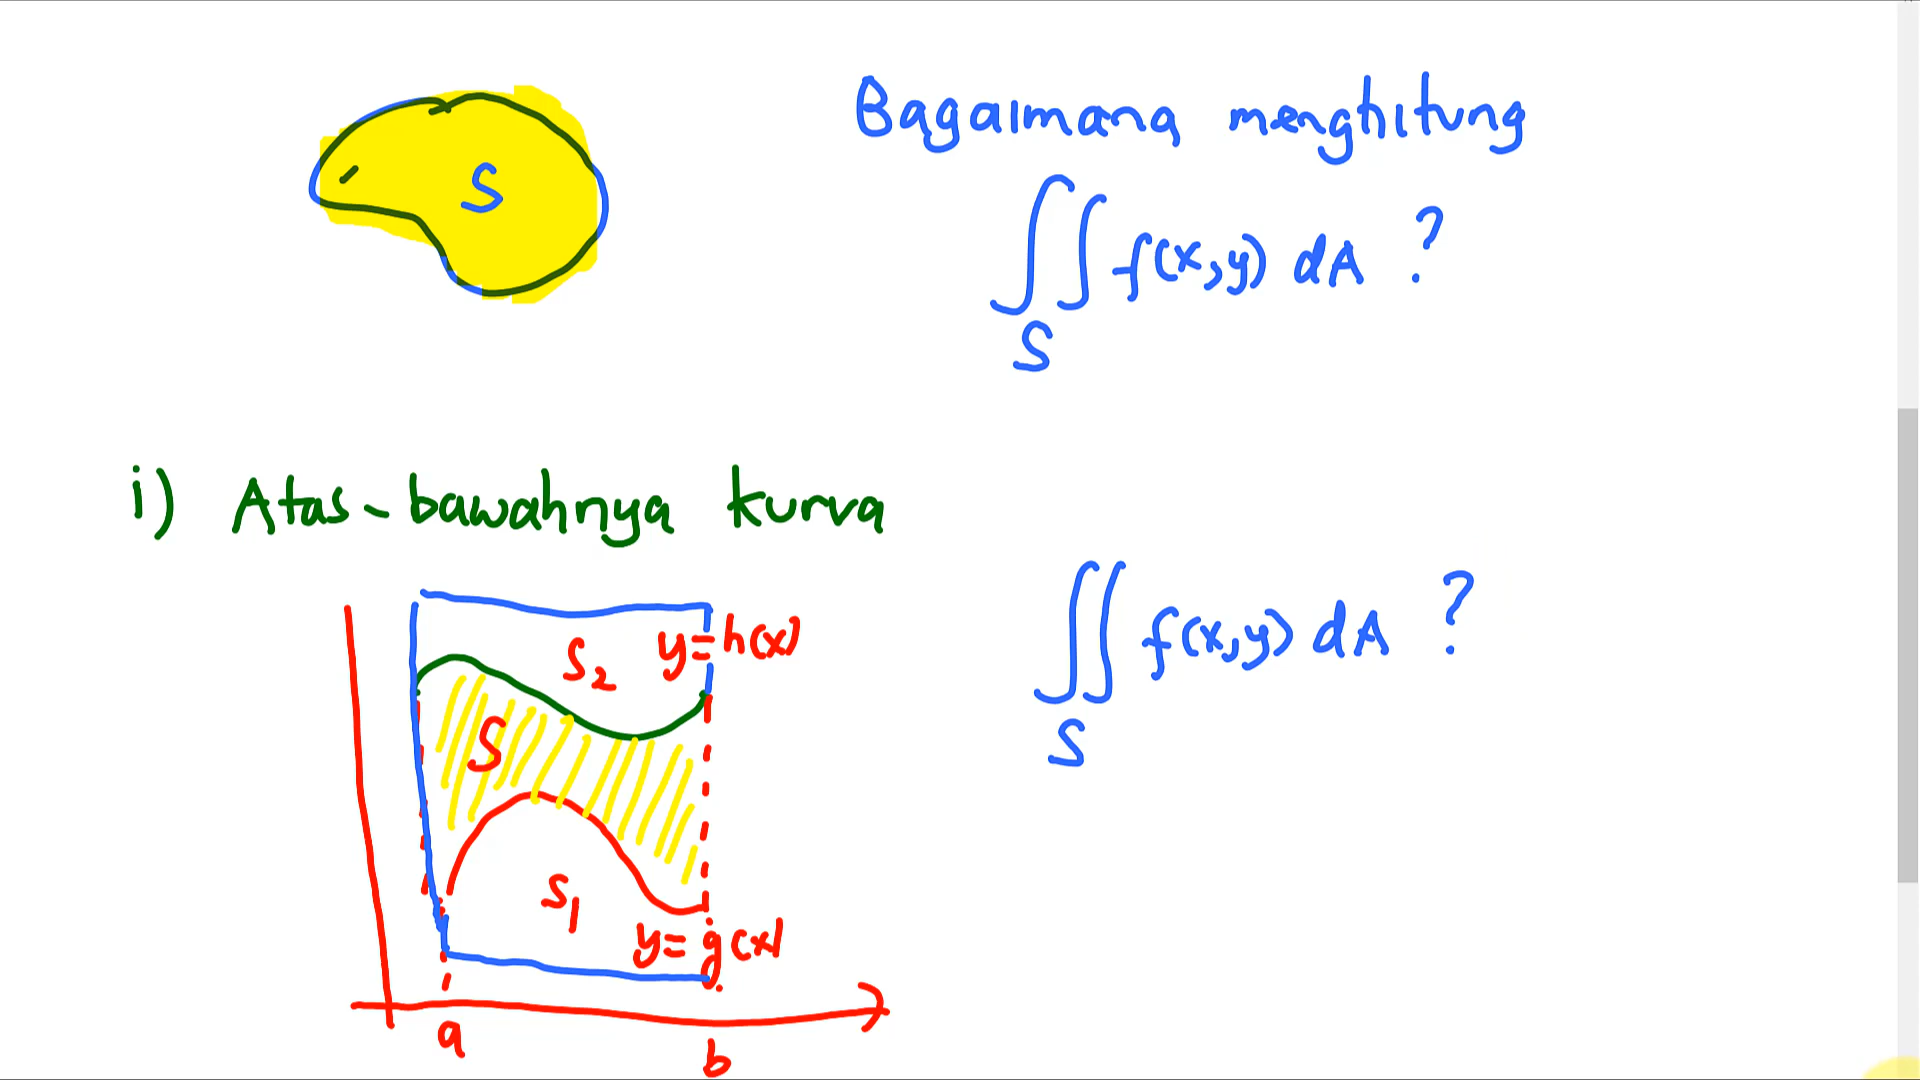 S
Bagaimana menghitung
∫∫ f(x,y) dA ?
S
i) Atas-bawahnya kurva
S₂
y=h(x)
S
∫∫ f(x,y) dA ?
S
S₁
y=g(x)
a
b